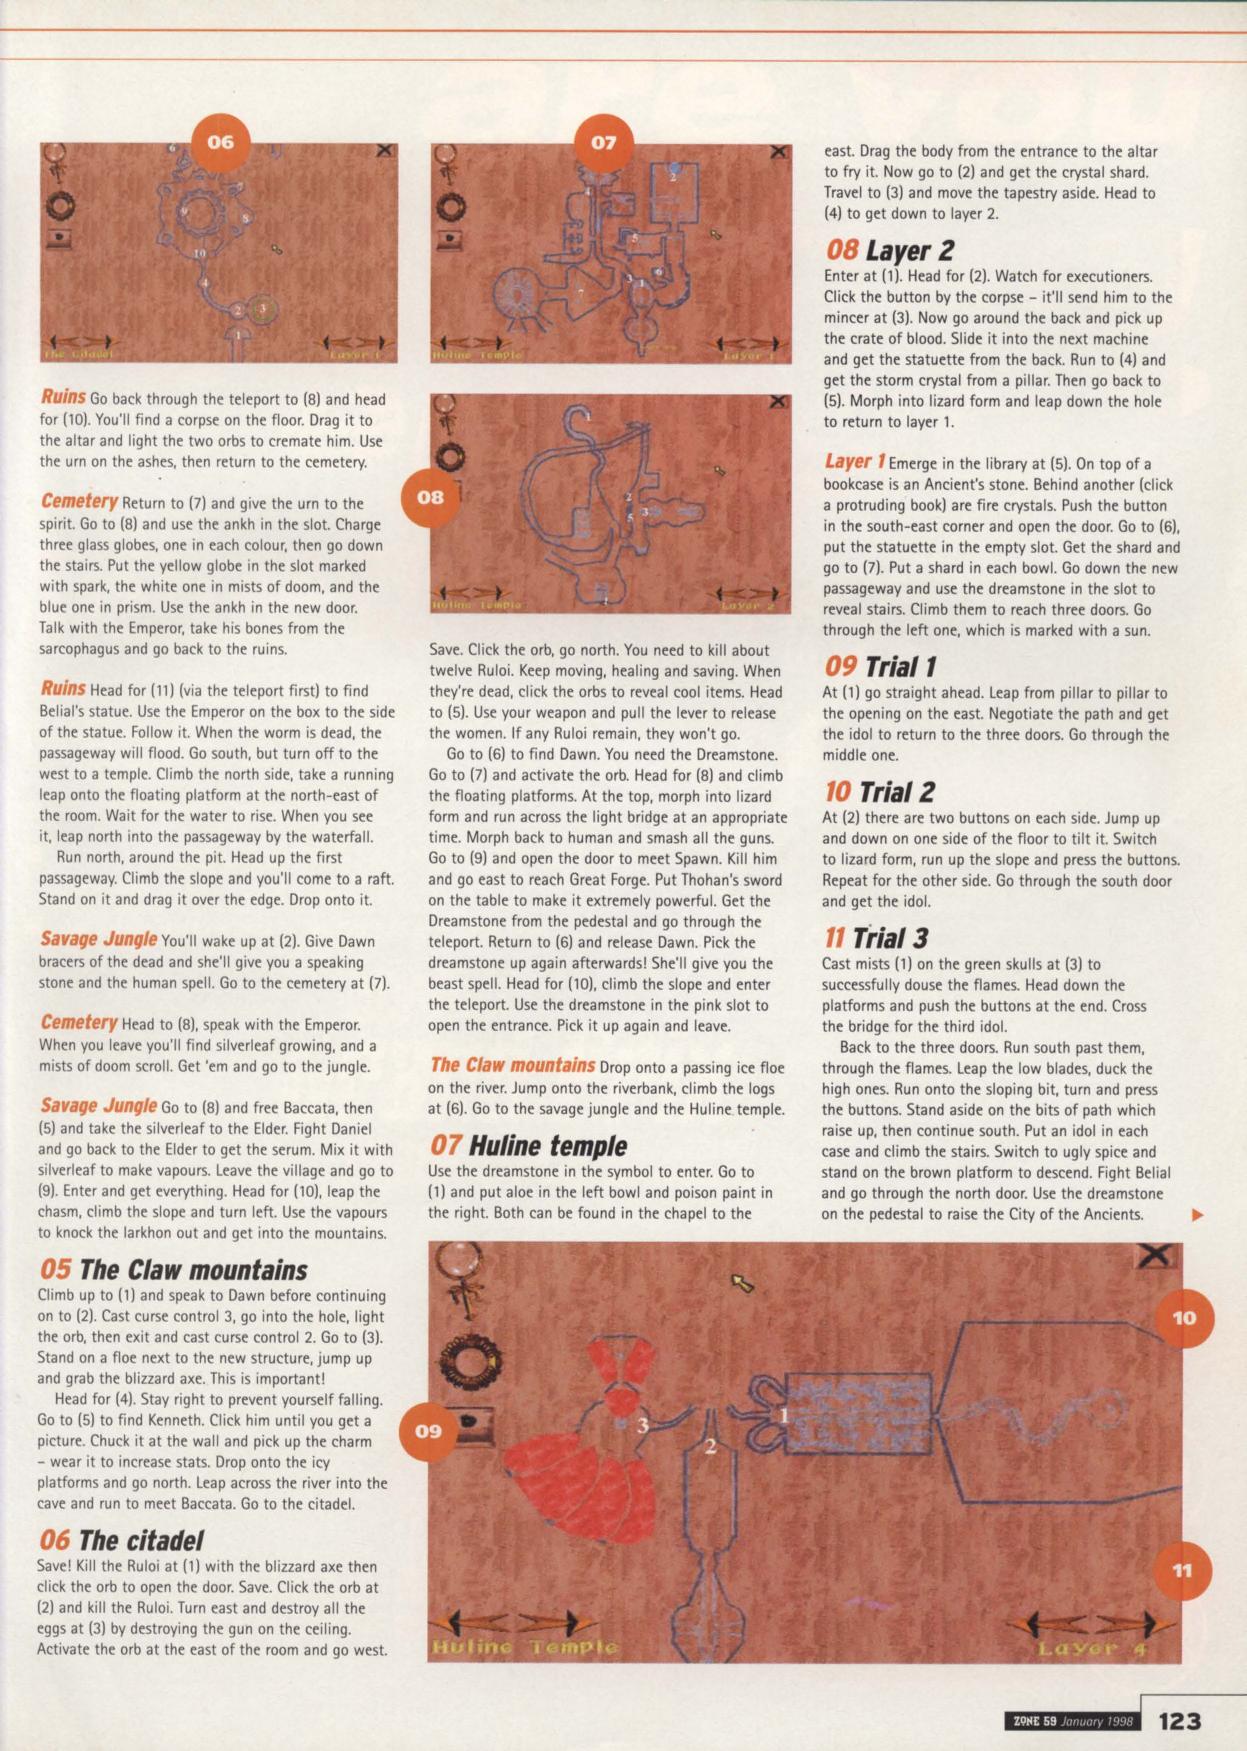 06
The Citadel
Layer 1
Ruins Go back through the teleport to (8) and head
for (10). You'll find a corpse on the floor. Drag it to
the altar and light the two orbs to cremate him. Use
the urn on the ashes, then return to the cemetery.
Cemetery Return to (7) and give the urn to the
spirit. Go to (8) and use the ankh in the slot. Charge
three glass globes, one in each colour, then go down
the stairs. Put the yellow globe in the slot marked
with spark, the white one in mists of doom, and the
blue one in prism. Use the ankh in the new door.
Talk with the Emperor, take his bones from the
sarcophagus and go back to the ruins.
Ruins Head for (11) (via the teleport first) to find
Belial's statue. Use the Emperor on the box to the side
of the statue. Follow it. When the worm is dead, the
passageway will flood. Go south, but turn off to the
west to a temple. Climb the north side, take a running
leap onto the floating platform at the north-east of
the room. Wait for the water to rise. When you see
it, leap north into the passageway by the waterfall.
Run north, around the pit. Head up the first
passageway. Climb the slope and you'll come to a raft.
Stand on it and drag it over the edge. Drop onto it.
Savage Jungle You'll wake up at (2). Give Dawn
bracers of the dead and she'll give you a speaking
stone and the human spell. Go to the cemetery at (7).
Cemetery Head to (8), speak with the Emperor.
When you leave you'll find silverleaf growing, and a
mists of doom scroll. Get 'em and go to the jungle.
Savage Jungle Go to (8) and free Baccata, then
(5) and take the silverleaf to the Elder. Fight Daniel
and go back to the Elder to get the serum. Mix it with
silverleaf to make vapours. Leave the village and go to
(9). Enter and get everything. Head for (10), leap the
chasm, climb the slope and turn left. Use the vapours
to knock the larkhon out and get into the mountains.
05 The Claw mountains
Climb up to (1) and speak to Dawn before continuing
on to (2). Cast curse control 3, go into the hole, light
the orb, then exit and cast curse control 2. Go to (3).
Stand on a floe next to the new structure, jump up
and grab the blizzard axe. This is important!
Head for (4). Stay right to prevent yourself falling.
Go to (5) to find Kenneth. Click him until you get a
picture. Chuck it at the wall and pick up the charm
– wear it to increase stats. Drop onto the icy
platforms and go north. Leap across the river into the
cave and run to meet Baccata. Go to the citadel.
06 The citadel
Save! Kill the Ruloi at (1) with the blizzard axe then
click the orb to open the door. Save. Click the orb at
(2) and kill the Ruloi. Turn east and destroy all the
eggs at (3) by destroying the gun on the ceiling.
Activate the orb at the east of the room and go west.
07
Huline Temple
Layer 1
08
Huline Temple
Layer 2
Save. Click the orb, go north. You need to kill about
twelve Ruloi. Keep moving, healing and saving. When
they're dead, click the orbs to reveal cool items. Head
to (5). Use your weapon and pull the lever to release
the women. If any Ruloi remain, they won't go.
Go to (6) to find Dawn. You need the Dreamstone.
Go to (7) and activate the orb. Head for (8) and climb
the floating platforms. At the top, morph into lizard
form and run across the light bridge at an appropriate
time. Morph back to human and smash all the guns.
Go to (9) and open the door to meet Spawn. Kill him
and go east to reach Great Forge. Put Thohan's sword
on the table to make it extremely powerful. Get the
Dreamstone from the pedestal and go through the
teleport. Return to (6) and release Dawn. Pick the
dreamstone up again afterwards! She'll give you the
beast spell. Head for (10), climb the slope and enter
the teleport. Use the dreamstone in the pink slot to
open the entrance. Pick it up again and leave.
The Claw mountains Drop onto a passing ice floe
on the river. Jump onto the riverbank, climb the logs
at (6). Go to the savage jungle and the Huline temple.
07 Huline temple
Use the dreamstone in the symbol to enter. Go to
(1) and put aloe in the left bowl and poison paint in
the right. Both can be found in the chapel to the
east. Drag the body from the entrance to the altar
to fry it. Now go to (2) and get the crystal shard.
Travel to (3) and move the tapestry aside. Head to
(4) to get down to layer 2.
08 Layer 2
Enter at (1). Head for (2). Watch for executioners.
Click the button by the corpse – it'll send him to the
mincer at (3). Now go around the back and pick up
the crate of blood. Slide it into the next machine
and get the statuette from the back. Run to (4) and
get the storm crystal from a pillar. Then go back to
(5). Morph into lizard form and leap down the hole
to return to layer 1.
Layer 1 Emerge in the library at (5). On top of a
bookcase is an Ancient's stone. Behind another (click
a protruding book) are fire crystals. Push the button
in the south-east corner and open the door. Go to (6),
put the statuette in the empty slot. Get the shard and
go to (7). Put a shard in each bowl. Go down the new
passageway and use the dreamstone in the slot to
reveal stairs. Climb them to reach three doors. Go
through the left one, which is marked with a sun.
09 Trial 1
At (1) go straight ahead. Leap from pillar to pillar to
the opening on the east. Negotiate the path and get
the idol to return to the three doors. Go through the
middle one.
10 Trial 2
At (2) there are two buttons on each side. Jump up
and down on one side of the floor to tilt it. Switch
to lizard form, run up the slope and press the buttons.
Repeat for the other side. Go through the south door
and get the idol.
11 Trial 3
Cast mists (1) on the green skulls at (3) to
successfully douse the flames. Head down the
platforms and push the buttons at the end. Cross
the bridge for the third idol.
Back to the three doors. Run south past them,
through the flames. Leap the low blades, duck the
high ones. Run onto the sloping bit, turn and press
the buttons. Stand aside on the bits of path which
raise up, then continue south. Put an idol in each
case and climb the stairs. Switch to ugly spice and
stand on the brown platform to descend. Fight Belial
and go through the north door. Use the dreamstone
on the pedestal to raise the City of the Ancients.
09
10
11
3
2
1
Huline Temple
Layer 4
ZONE 59 January 1998
123